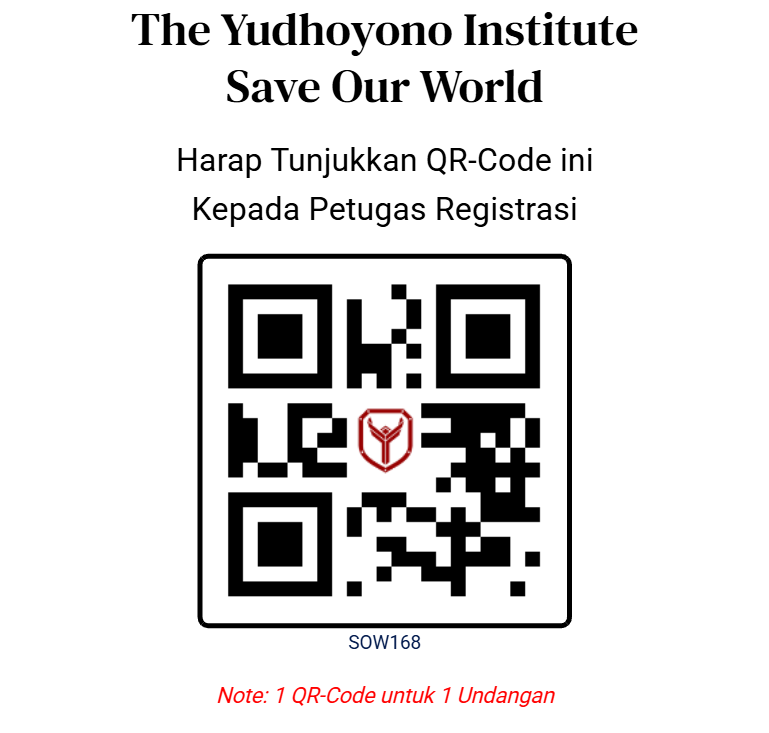 The Yudhoyono Institute
Save Our World
Harap Tunjukkan QR-Code ini
Kepada Petugas Registrasi
SOW168
Note: 1 QR-Code untuk 1 Undangan